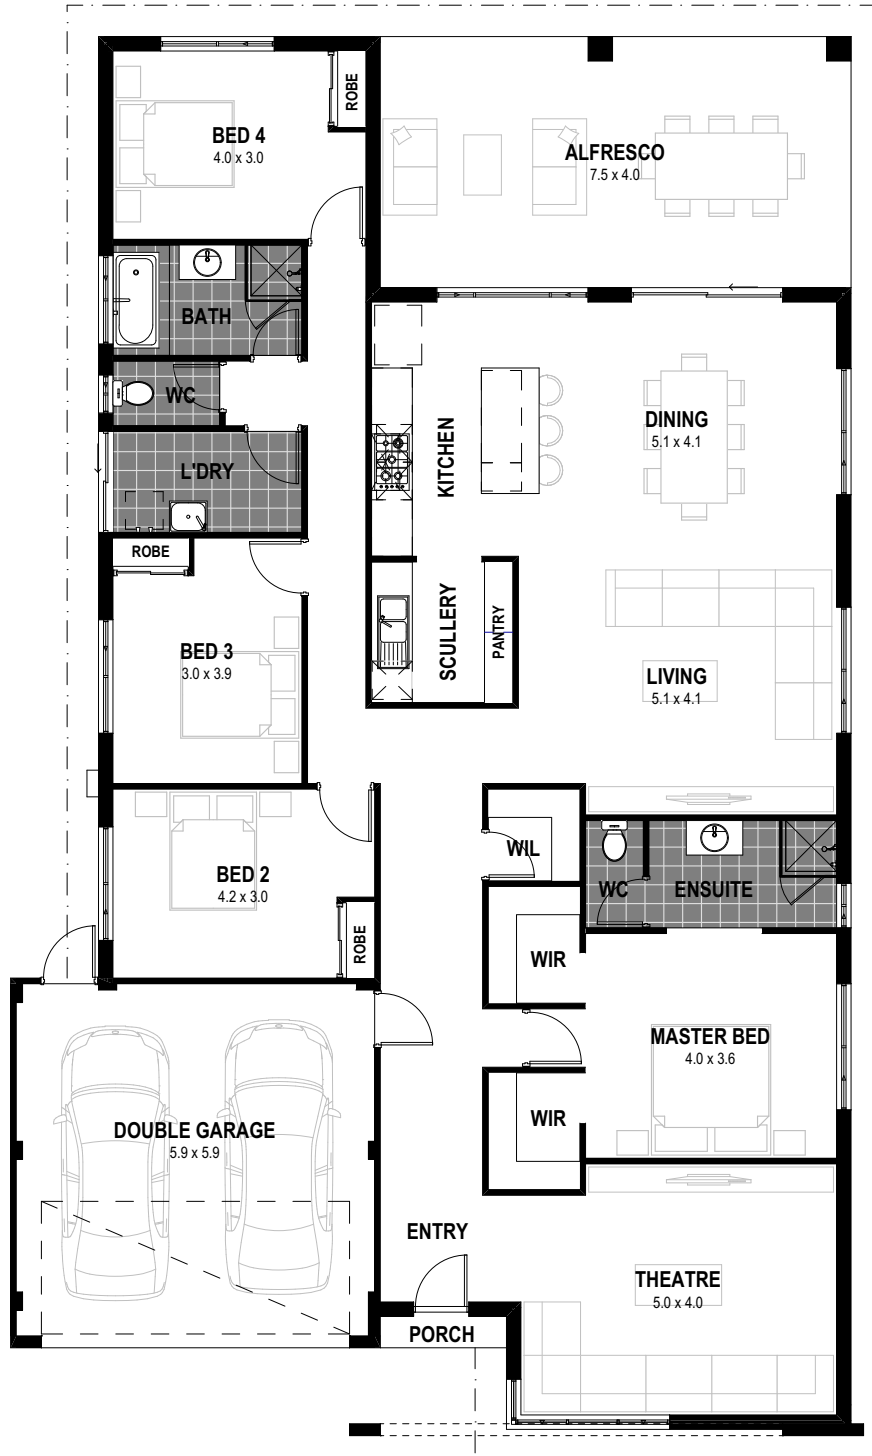 BED 4
4.0 x 3.0
ROBE
ALFRESCO
7.5 x 4.0
BATH
WC
L'DRY
KITCHEN
DINING
5.1 x 4.1
ROBE
BED 3
3.0 x 3.9
SCULLERY
PANTRY
LIVING
5.1 x 4.1
BED 2
4.2 x 3.0
ROBE
WIL
WC
ENSUITE
WIR
MASTER BED
4.0 x 3.6
WIR
DOUBLE GARAGE
5.9 x 5.9
ENTRY
THEATRE
5.0 x 4.0
PORCH